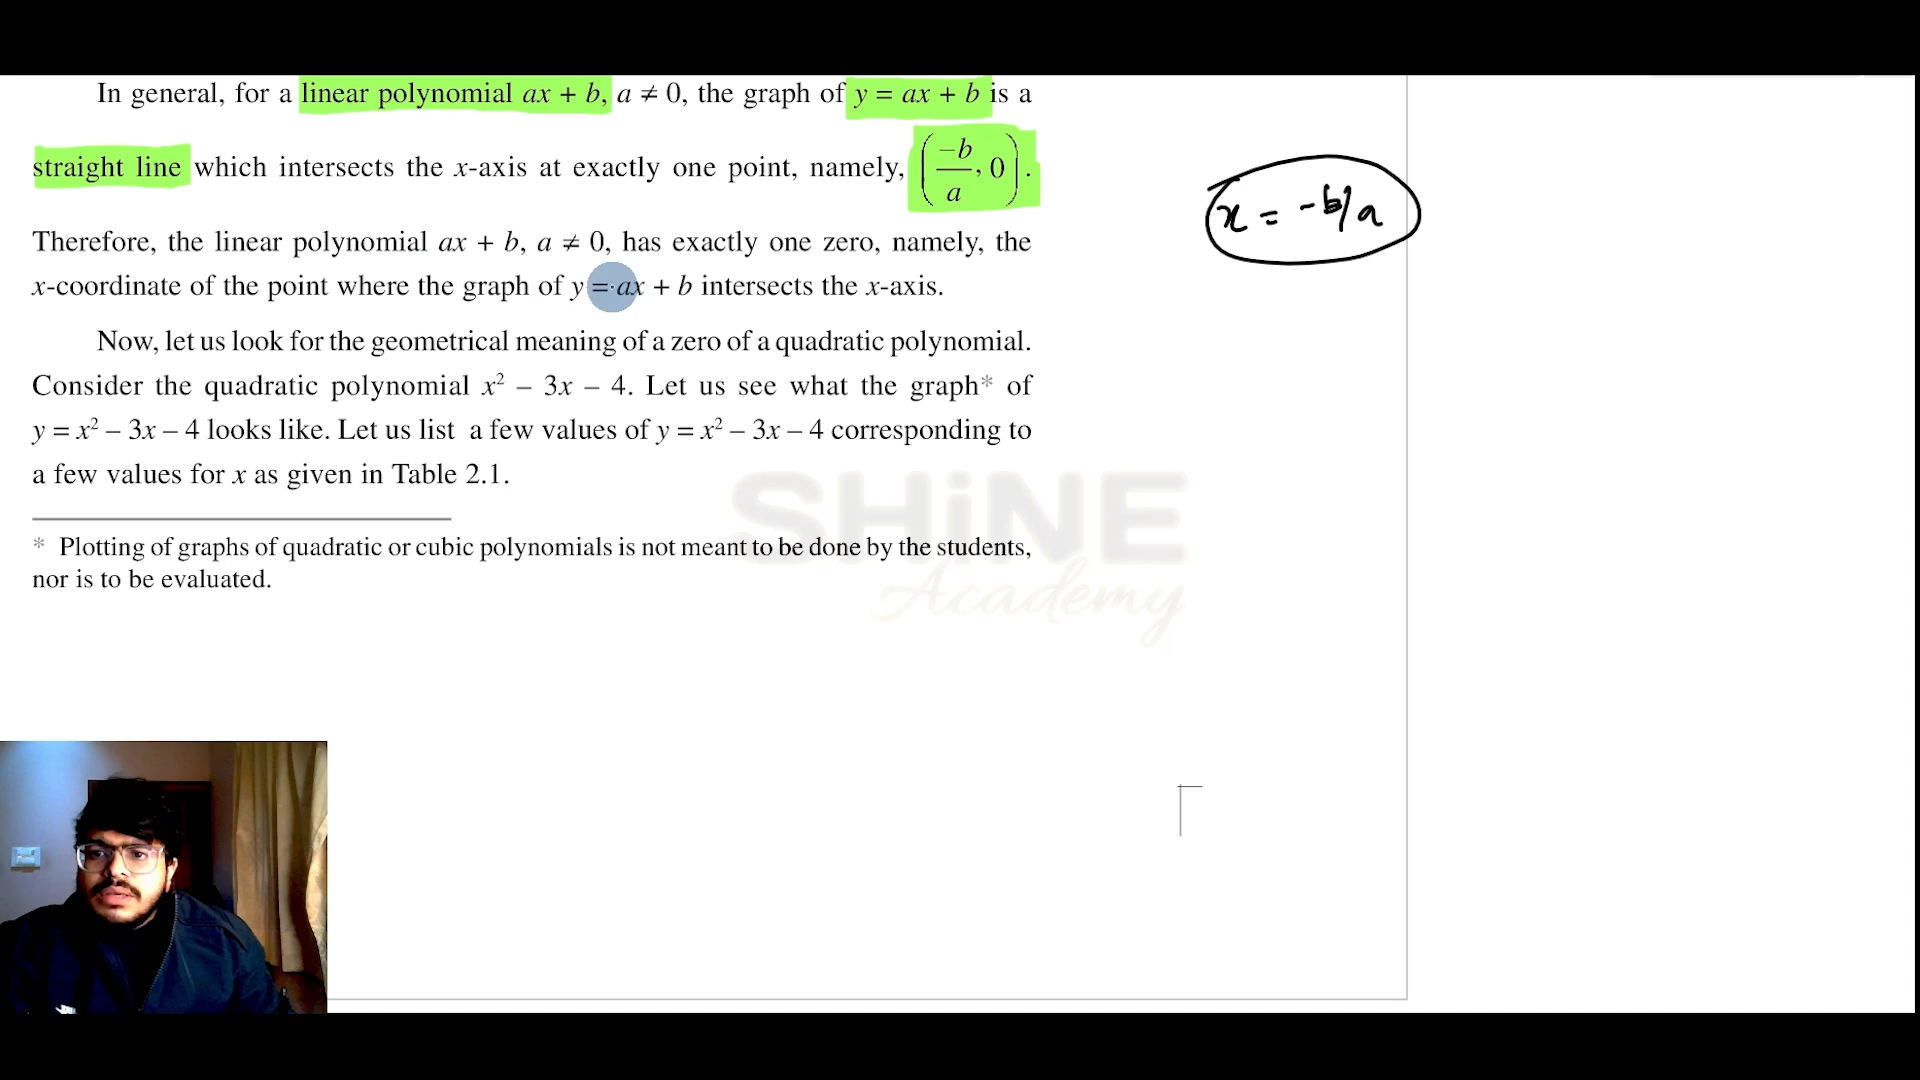 In general, for a linear polynomial ax + b, a ≠ 0, the graph of y = ax + b is a
straight line which intersects the x-axis at exactly one point, namely, (−b/a, 0).
Therefore, the linear polynomial ax + b, a ≠ 0, has exactly one zero, namely, the
x-coordinate of the point where the graph of y = ax + b intersects the x-axis.
Now, let us look for the geometrical meaning of a zero of a quadratic polynomial.
Consider the quadratic polynomial x² – 3x – 4. Let us see what the graph* of
y = x² – 3x – 4 looks like. Let us list a few values of y = x² – 3x – 4 corresponding to
a few values for x as given in Table 2.1.
* Plotting of graphs of quadratic or cubic polynomials is not meant to be done by the students,
nor is to be evaluated.
x = -b/a
SHiNE
Academy